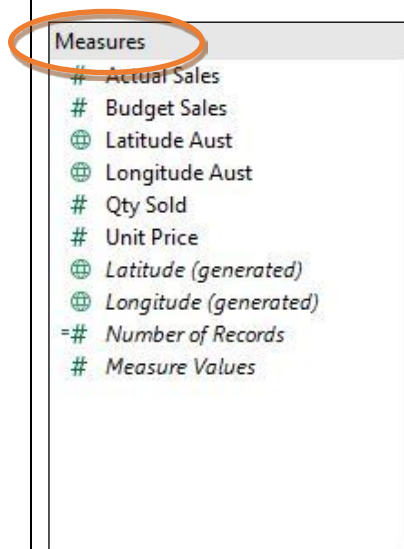 Measures
# Actual Sales
# Budget Sales
Latitude Aust
Longitude Aust
# Qty Sold
# Unit Price
Latitude (generated)
Longitude (generated)
=# Number of Records
# Measure Values